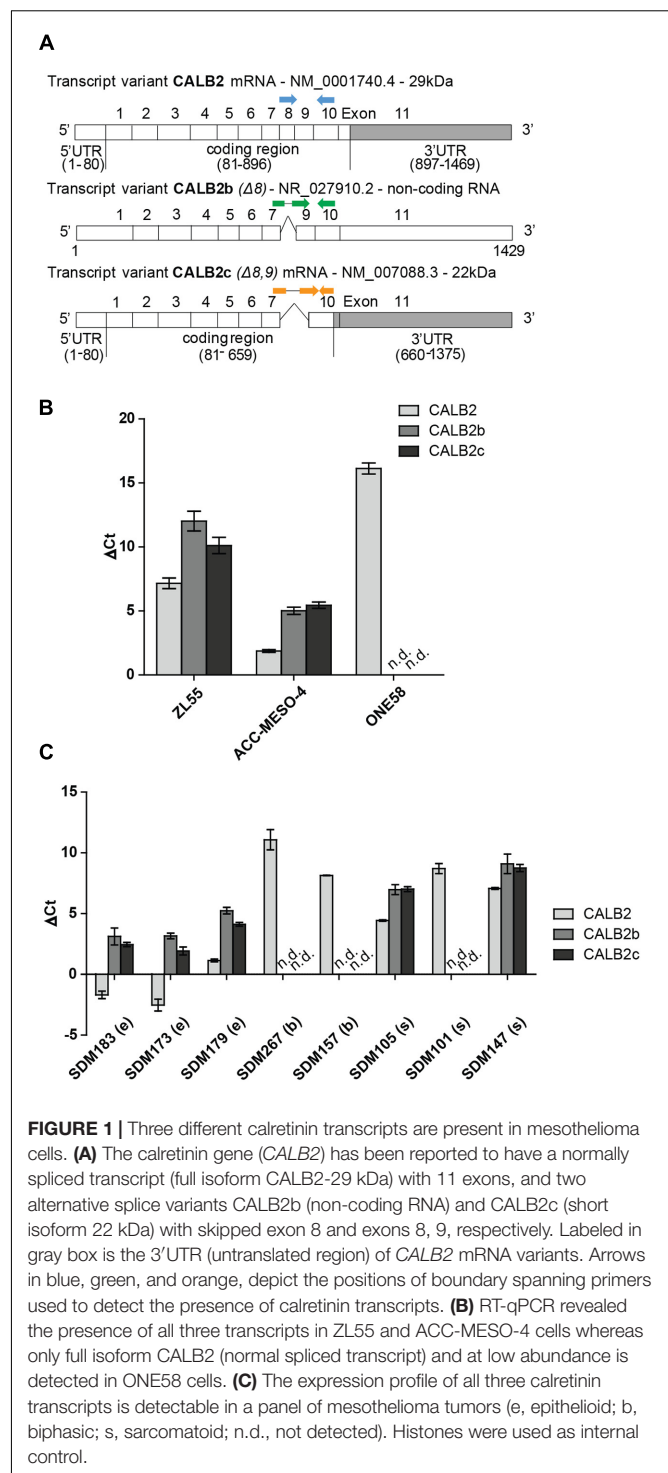 A
Transcript variant CALB2 mRNA - NM_0001740.4 - 29kDa
1 2 3 4 5 6 7 8 9 10 Exon 11
5' 3'
5'UTR coding region 3'UTR
(1-80) (81-896) (897-1469)
Transcript variant CALB2b (Δ8) - NR_027910.2 - non-coding RNA
1 2 3 4 5 6 7 9 10 11
5' 3'
1 1429
Transcript variant CALB2c (Δ8,9) mRNA - NM_007088.3 - 22kDa
1 2 3 4 5 6 7 10 Exon 11
5' 3'
5'UTR coding region 3'UTR
(1-80) (81-659) (660-1375)
B
CALB2
CALB2b
CALB2c
ΔCt
20
15
10
5
0
n.d.
n.d.
ZL55
ACC-MESO-4
ONE58
C
ΔCt
15
10
5
0
-5
n.d.
n.d.
n.d.
n.d.
n.d.
n.d.
CALB2
CALB2b
CALB2c
SDM183 (e)
SDM173 (e)
SDM179 (e)
SDM267 (b)
SDM157 (b)
SDM105 (s)
SDM101 (s)
SDM147 (s)
FIGURE 1 | Three different calretinin transcripts are present in mesothelioma
cells. (A) The calretinin gene (CALB2) has been reported to have a normally
spliced transcript (full isoform CALB2-29 kDa) with 11 exons, and two
alternative splice variants CALB2b (non-coding RNA) and CALB2c (short
isoform 22 kDa) with skipped exon 8 and exons 8, 9, respectively. Labeled in
gray box is the 3′UTR (untranslated region) of CALB2 mRNA variants. Arrows
in blue, green, and orange, depict the positions of boundary spanning primers
used to detect the presence of calretinin transcripts. (B) RT-qPCR revealed
the presence of all three transcripts in ZL55 and ACC-MESO-4 cells whereas
only full isoform CALB2 (normal spliced transcript) and at low abundance is
detected in ONE58 cells. (C) The expression profile of all three calretinin
transcripts is detectable in a panel of mesothelioma tumors (e, epithelioid; b,
biphasic; s, sarcomatoid; n.d., not detected). Histones were used as internal
control.